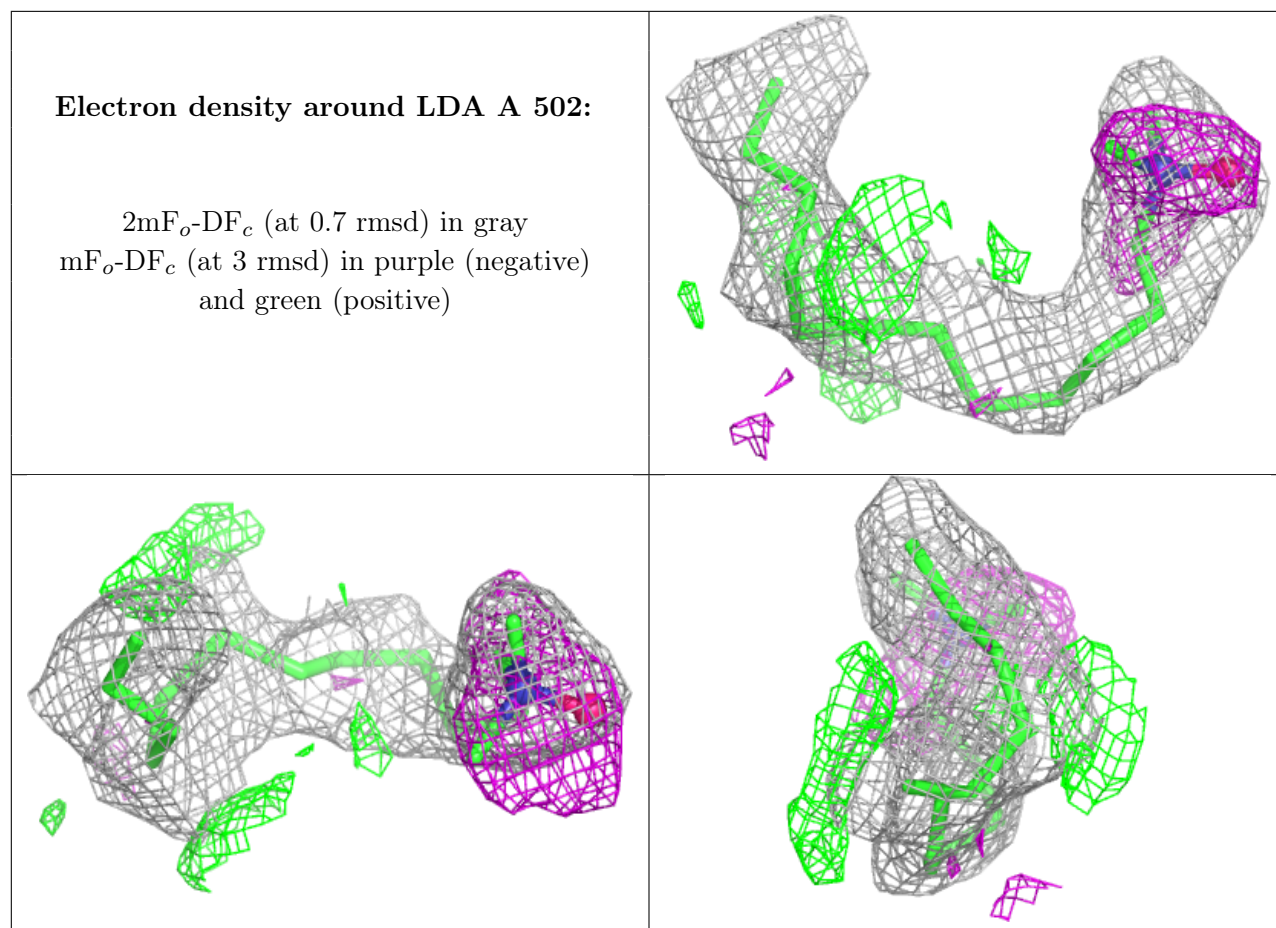 Electron density around LDA A 502:
2mFo-DFc (at 0.7 rmsd) in gray
mFo-DFc (at 3 rmsd) in purple (negative)
and green (positive)